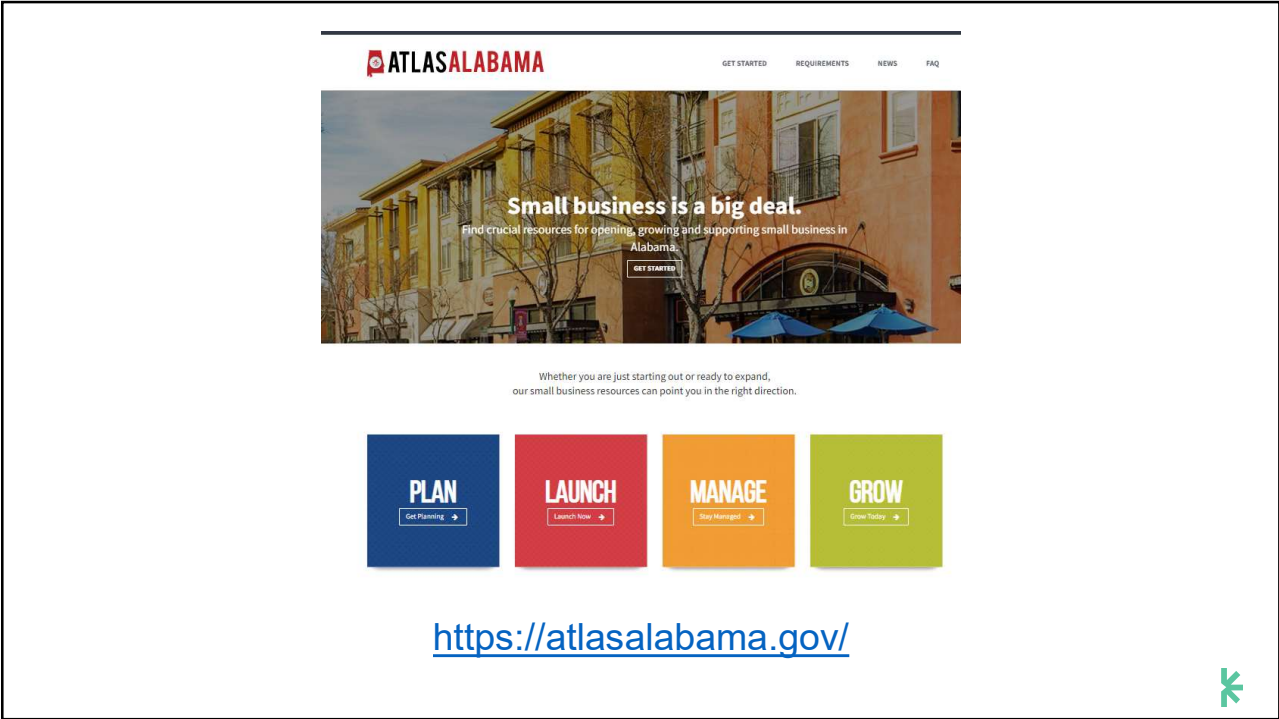 ATLASALABAMA
GET STARTED REQUIREMENTS NEWS FAQ
Small business is a big deal.
Find crucial resources for opening, growing and supporting small business in
Alabama.
GET STARTED
Whether you are just starting out or ready to expand,
our small business resources can point you in the right direction.
PLAN
Get Planning
LAUNCH
Launch Now
MANAGE
Stay Managed
GROW
Grow Today
https://atlasalabama.gov/